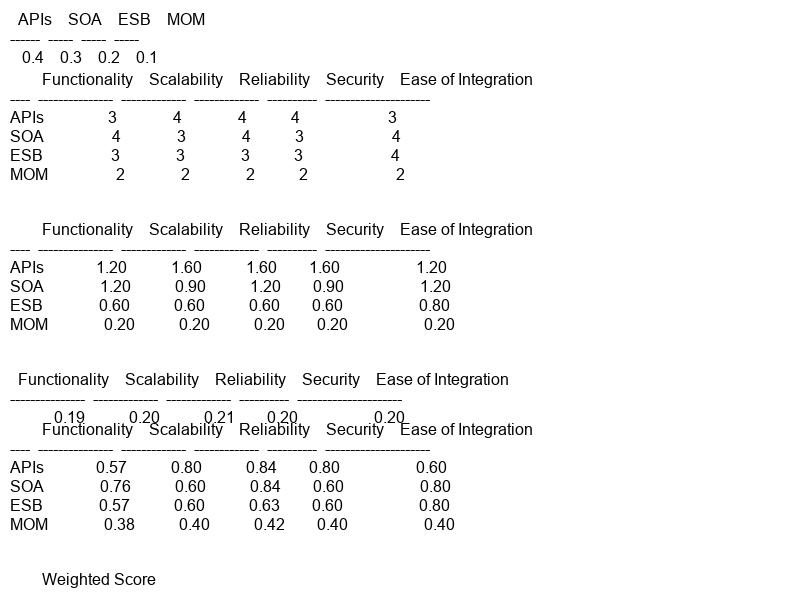 APIs SOA ESB MOM
------ ----- ----- -----
0.4 0.3 0.2 0.1
Functionality Scalability Reliability Security Ease of Integration
---- --------------- ------------- ------------- ---------- ---------------------
APIs 3 4 4 4 3
SOA 4 3 4 3 4
ESB 3 3 3 3 4
MOM 2 2 2 2 2
Functionality Scalability Reliability Security Ease of Integration
---- --------------- ------------- ------------- ---------- ---------------------
APIs 1.20 1.60 1.60 1.60 1.20
SOA 1.20 0.90 1.20 0.90 1.20
ESB 0.60 0.60 0.60 0.60 0.80
MOM 0.20 0.20 0.20 0.20 0.20
Functionality Scalability Reliability Security Ease of Integration
--------------- ------------- ------------- ---------- ---------------------
0.19 0.20 0.21 0.20 0.20
Functionality Scalability Reliability Security Ease of Integration
---- --------------- ------------- ------------- ---------- ---------------------
APIs 0.57 0.80 0.84 0.80 0.60
SOA 0.76 0.60 0.84 0.60 0.80
ESB 0.57 0.60 0.63 0.60 0.80
MOM 0.38 0.40 0.42 0.40 0.40
Weighted Score